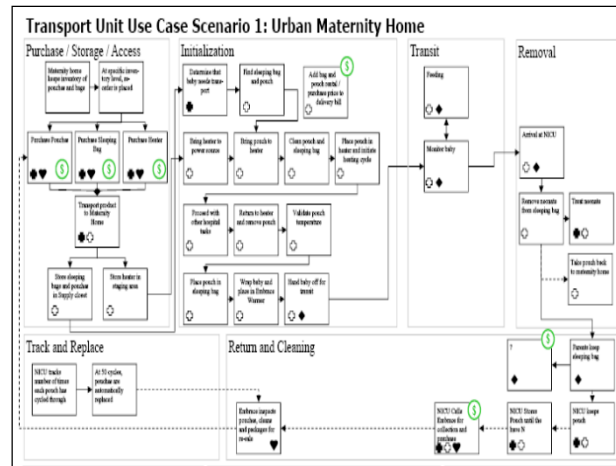 Transport Unit Use Case Scenario 1: Urban Maternity Home
Purchase / Storage / Access
Maternity home
keeps inventory of
pouches and bags
At specific inven-
tory level, re-
order is placed
Purchase Pouches
$
Purchase Sleeping
Bag
$
Purchase Heater
$
Transport product
to Maternity
Home
Store sleeping
bags and pouches
in Supply closet
Store heater in
staging area
Initialization
Determine that
baby needs trans-
port
Find sleeping bag
and pouch
Add bag and
pouch rental /
purchase price to
delivery bill
$
Bring heater to
power source
Bring pouch to
heater
Clean pouch and
sleeping bag
Place pouch in
heater and initiate
heating cycle
Proceed with
other hospital
tasks
Return to heater
and remove pouch
Validate pouch
temperature
Place pouch in
sleeping bag
Wrap baby and
place in Embrace
Warmer
Hand baby off for
transit
Transit
Feeding
Monitor baby
Removal
Arrival at NICU
Remove neonate
from sleeping bag
Treat neonate
Take pouch back
to maternity home
Parents keep
sleeping bag
?
$
Track and Replace
NICU tracks
number of times
each pouch has
cycled through
At 50 cycles,
pouches are
automatically
replaced
Return and Cleaning
Embrace inspects
pouches, cleans
and packages for
re-sale
NICU Calls
Embrace for
collection and
purchase
$
NICU Stores
Pouch until the
have N
NICU keeps
pouch